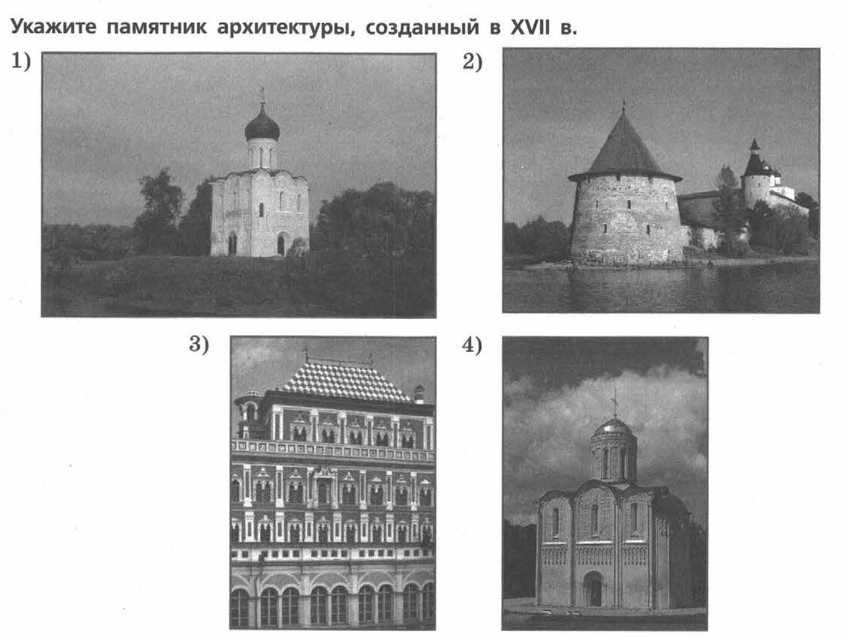 Укажите памятник архитектуры, созданный в XVII в.
1)
2)
3)
4)